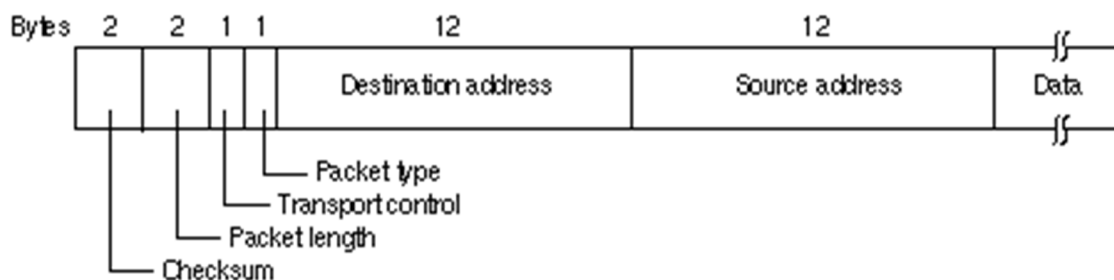 Bytes 2 2 1 1 12 12
Destination address Source address Data
Packet type
Transport control
Packet length
Checksum